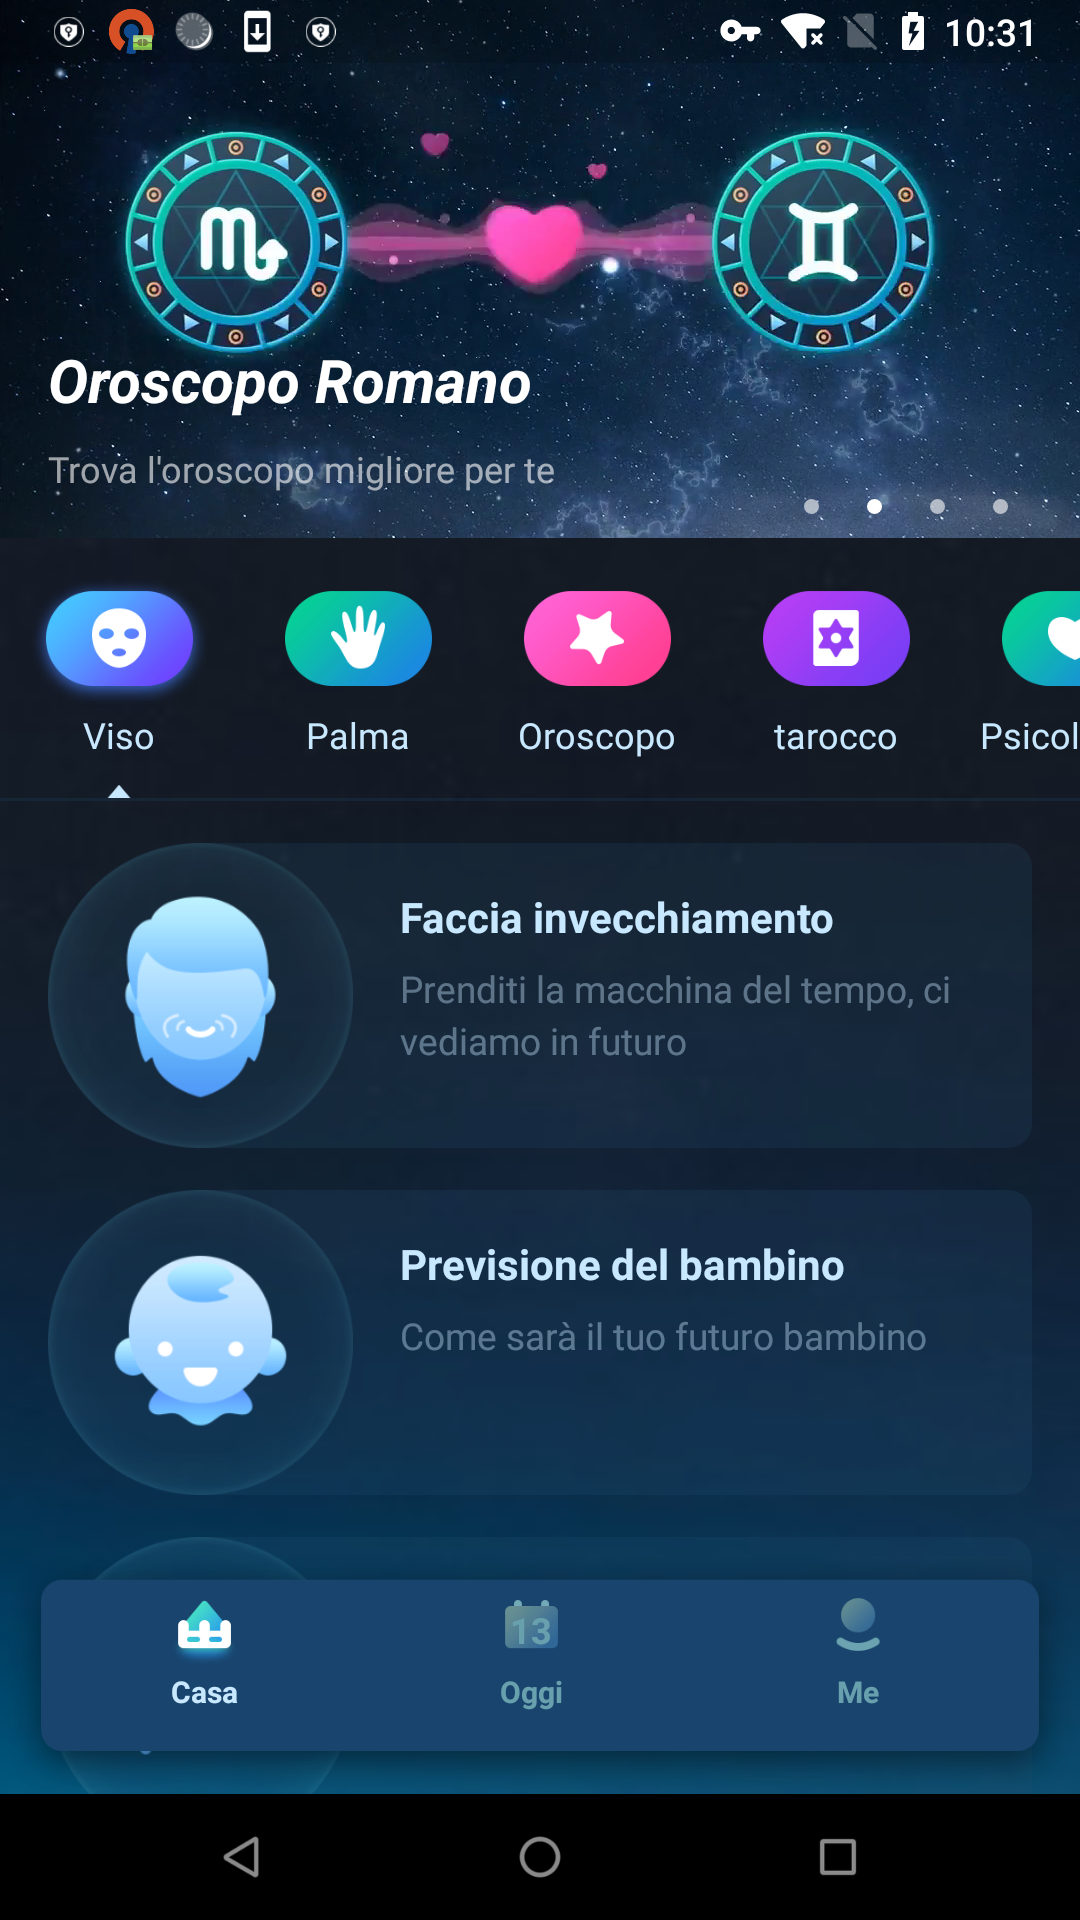 10:31
Oroscopo Romano
Trova l'oroscopo migliore per te
Viso
Palma
Oroscopo
tarocco
Psicol
Faccia invecchiamento
Prenditi la macchina del tempo, ci
vediamo in futuro
Previsione del bambino
Come sarà il tuo futuro bambino
13
Casa
Oggi
Me